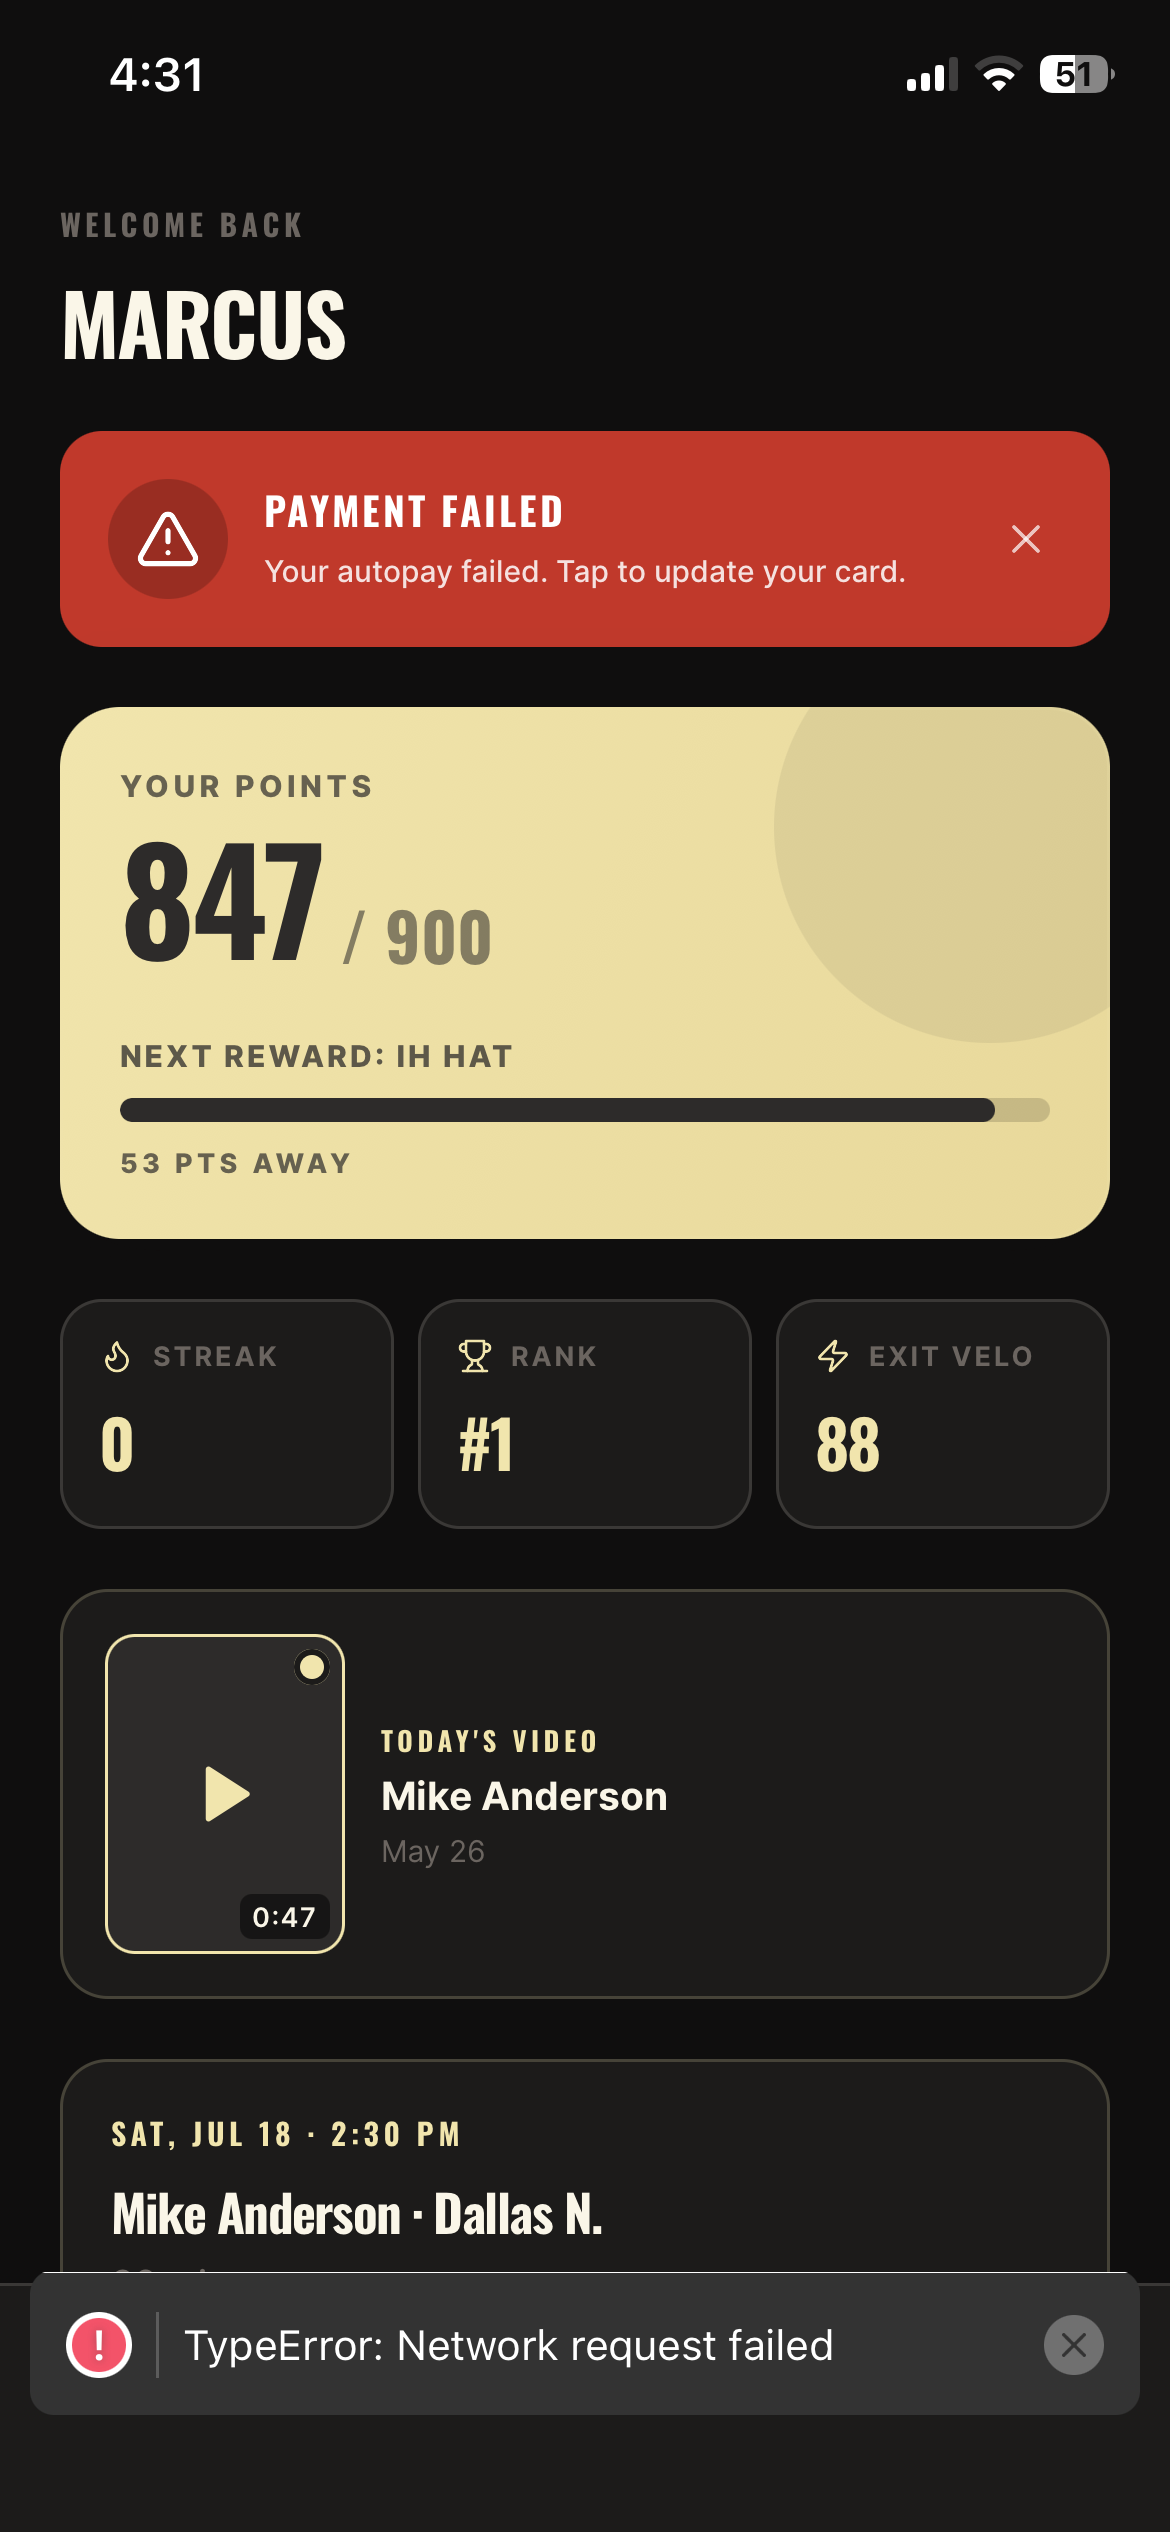 4:31
51
WELCOME BACK
MARCUS
PAYMENT FAILED
Your autopay failed. Tap to update your card.
YOUR POINTS
847 / 900
NEXT REWARD: IH HAT
53 PTS AWAY
STREAK
0
RANK
#1
EXIT VELO
88
TODAY'S VIDEO
Mike Anderson
May 26
0:47
SAT, JUL 18 · 2:30 PM
Mike Anderson · Dallas N.
TypeError: Network request failed